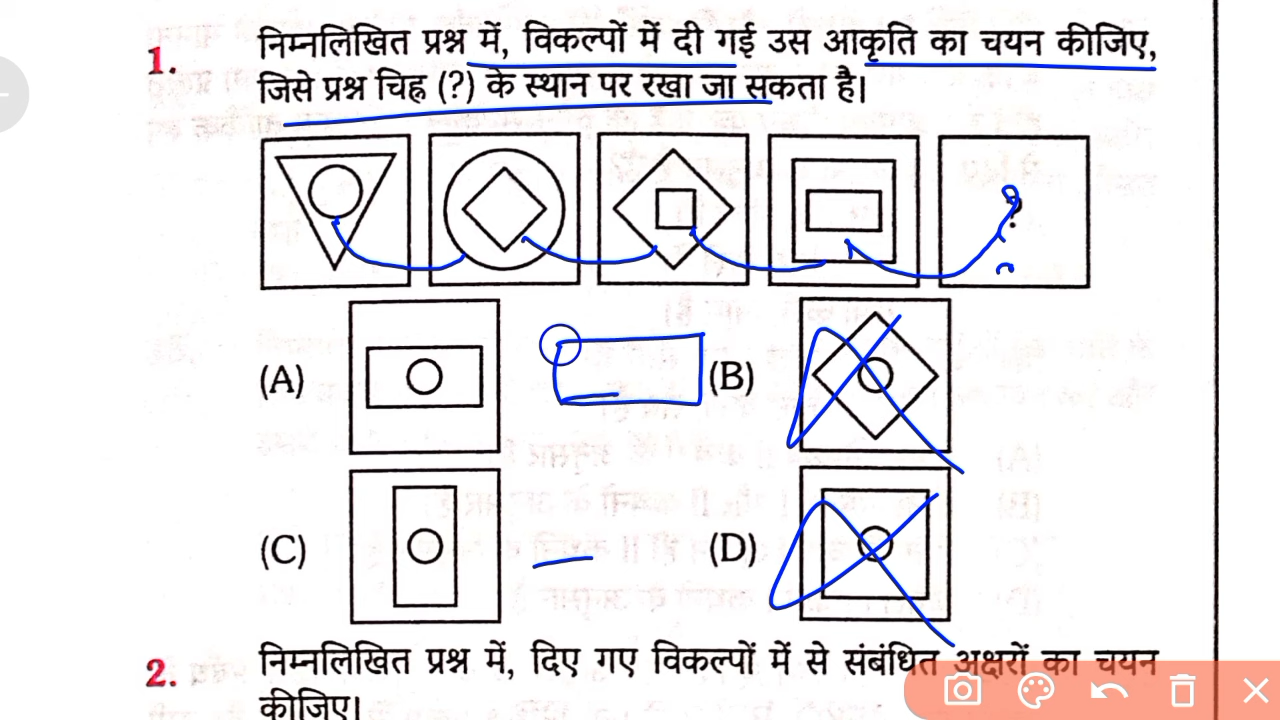 1. निम्नलिखित प्रश्न में, विकल्पों में दी गई उस आकृति का चयन कीजिए,
जिसे प्रश्न चिह्न (?) के स्थान पर रखा जा सकता है।
?
(A) (B)
(C) (D)
2. निम्नलिखित प्रश्न में, दिए गए विकल्पों में से संबंधित अक्षरों का चयन
कीजिए।